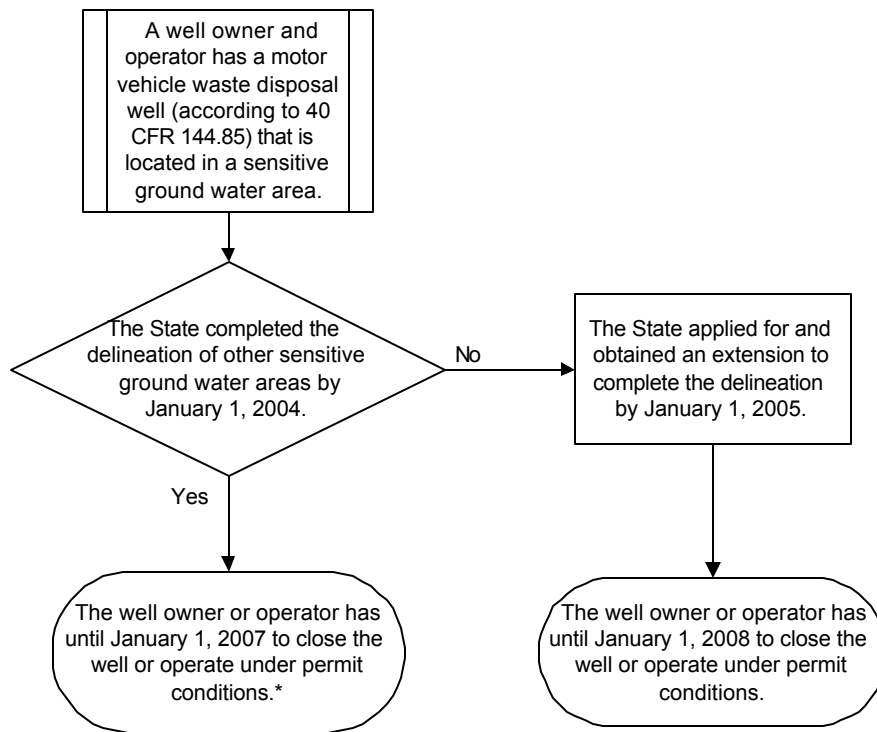 A well owner and
operator has a motor
vehicle waste disposal
well (according to 40
CFR 144.85) that is
located in a sensitive
ground water area.
The State completed the
delineation of other sensitive
ground water areas by
January 1, 2004.
No
The State applied for and
obtained an extension to
complete the delineation
by January 1, 2005.
Yes
The well owner or operator has
until January 1, 2007 to close the
well or operate under permit
conditions.*
The well owner or operator has
until January 1, 2008 to close the
well or operate under permit
conditions.